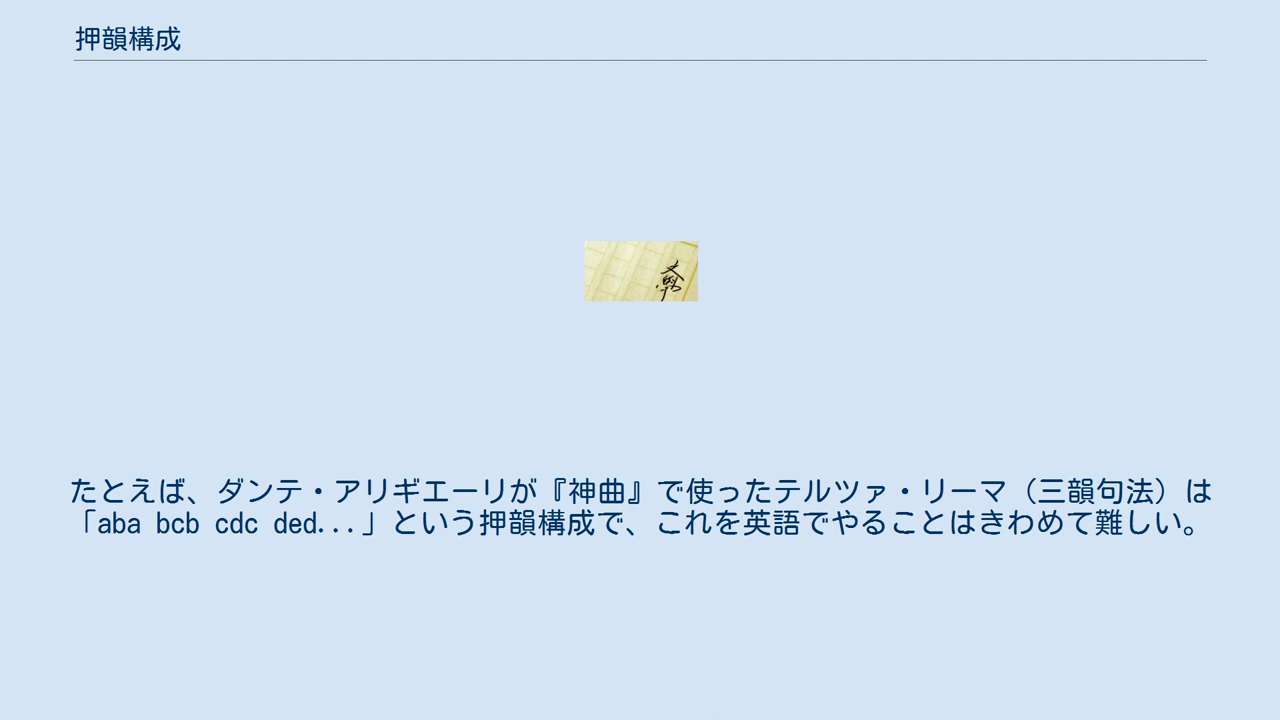 押韻構成
たとえば、ダンテ・アリギエーリが『神曲』で使ったテルツァ・リーマ（三韻句法）は
「aba bcb cdc ded...」という押韻構成で、これを英語でやることはきわめて難しい。